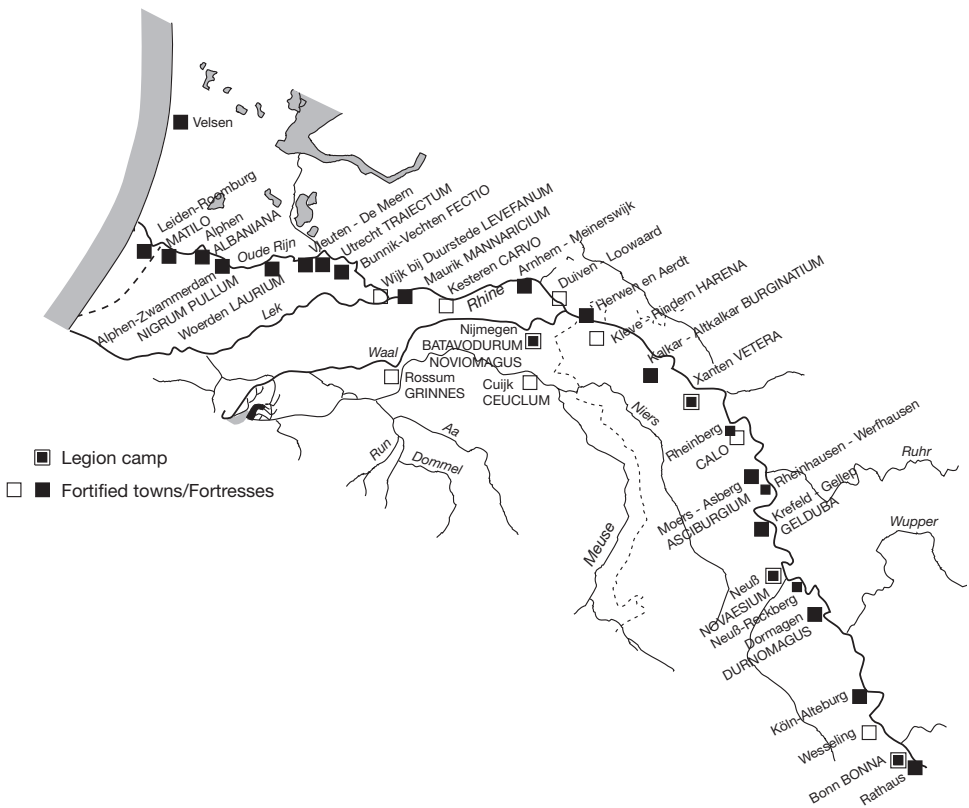 Velsen
Leiden-Roomburg
MATILO
Alphen
ALBANIANA
Oude Rijn
Vleuten - De Meern
Utrecht TRAIECTUM
Bunnik-Vechten FECTIO
Wijk bij Duurstede LEVEFANUM
Maurik MANNARICIUM
Kesteren CARVO
Rhine
Arnhem - Meinerswijk
Duiven - Loowaard
Herwen en Aerdt
Kleve - Rindern HARENA
Kalkar - Altkalkar BURGINATIUM
Xanten VETERA
Alphen-Zwammerdam
NIGRUM PULLUM
Woerden LAURIUM
Lek
Waal
Nijmegen
BATAVODURUM
NOVIOMAGUS
Rossum
GRINNES
Cuijk
CEUCLUM
Niers
Run
Aa
Dommel
Meuse
Rheinberg
CALO
Rheinhausen - Werfhausen
Ruhr
Moers - Asberg
ASCIBURGIUM
Krefeld - Gellep
GELDUBA
Wupper
Neuß
NOVAESIUM
Neuß-Reckberg
Dormagen
DURNOMAGUS
Köln-Alteburg
Wesseling
Bonn BONNA
Rathaus
Legion camp
Fortified towns/Fortresses